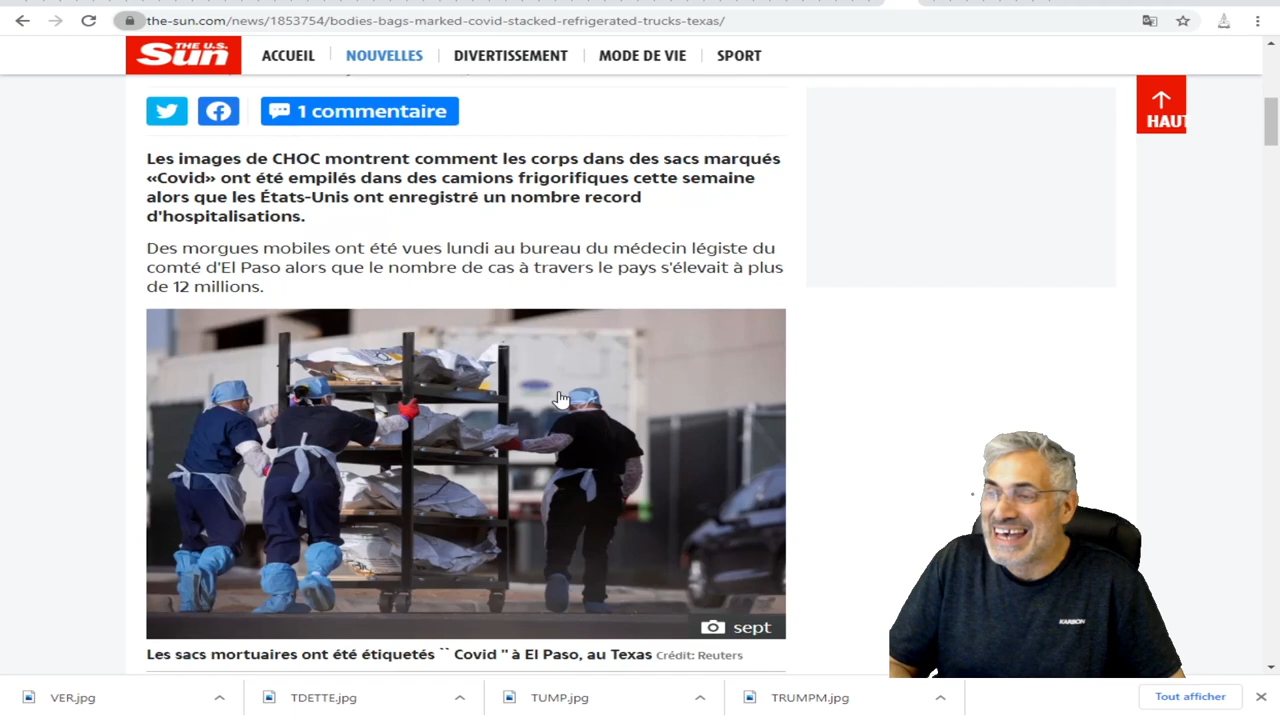 the-sun.com/news/1853754/bodies-bags-marked-covid-stacked-refrigerated-trucks-texas/
THE U.S.
Sun
ACCUEIL
NOUVELLES
DIVERTISSEMENT
MODE DE VIE
SPORT
HAUT
1 commentaire
Les images de CHOC montrent comment les corps dans des sacs marqués
«Covid» ont été empilés dans des camions frigorifiques cette semaine
alors que les États-Unis ont enregistré un nombre record
d'hospitalisations.
Des morgues mobiles ont été vues lundi au bureau du médecin légiste du
comté d'El Paso alors que le nombre de cas à travers le pays s'élevait à plus
de 12 millions.
sept
KARBON
Les sacs mortuaires ont été étiquetés `` Covid '' à El Paso, au Texas Crédit: Reuters
VER.jpg
TDETTE.jpg
TUMP.jpg
TRUMPM.jpg
Tout afficher